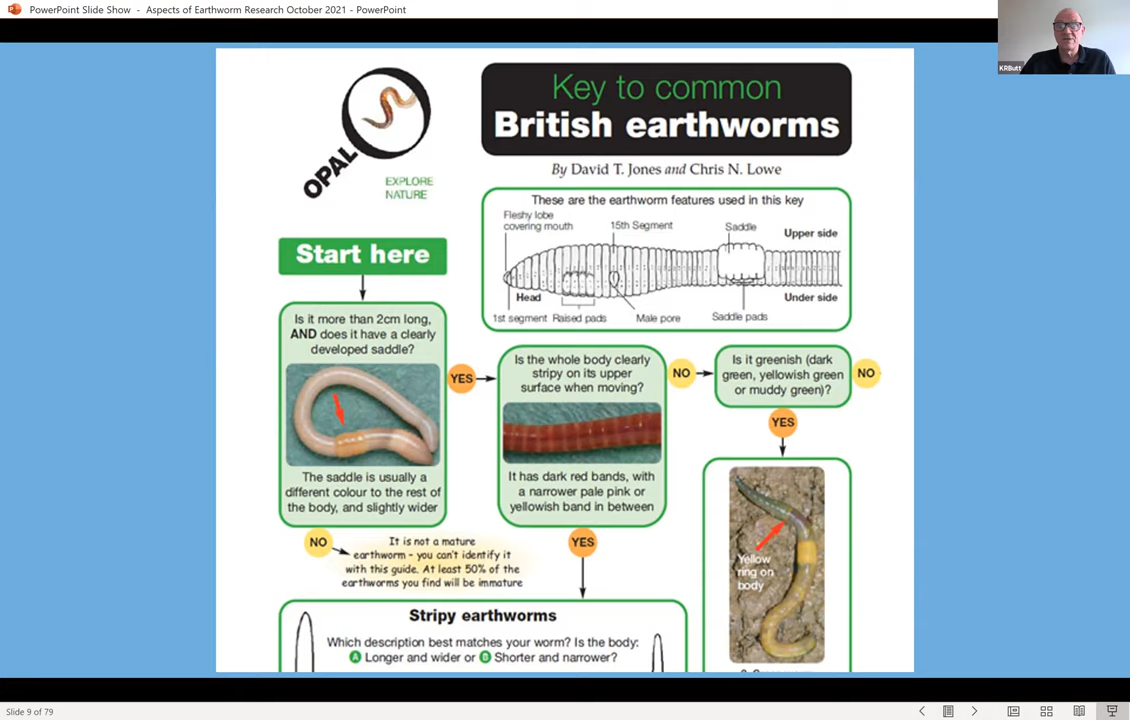 PowerPoint Slide Show - Aspects of Earthworm Research October 2021 - PowerPoint
KRButt
OPAL
EXPLORE
NATURE
Key to common
British earthworms
By David T. Jones and Chris N. Lowe
These are the earthworm features used in this key
Fleshy lobe
covering mouth
15th Segment
Saddle
Upper side
Head
Under side
1st segment
Raised pads
Male pore
Saddle pads
Start here
Is it more than 2cm long,
AND does it have a clearly
developed saddle?
The saddle is usually a
different colour to the rest of
the body, and slightly wider
YES
Is the whole body clearly
stripy on its upper
surface when moving?
It has dark red bands, with
a narrower pale pink or
yellowish band in between
NO
Is it greenish (dark
green, yellowish green
or muddy green)?
NO
YES
Yellow
ring on
body
NO
It is not a mature
earthworm - you can't identify it
with this guide. At least 50% of the
earthworms you find will be immature
YES
Stripy earthworms
Which description best matches your worm? Is the body:
A Longer and wider or B Shorter and narrower?
Slide 9 of 79